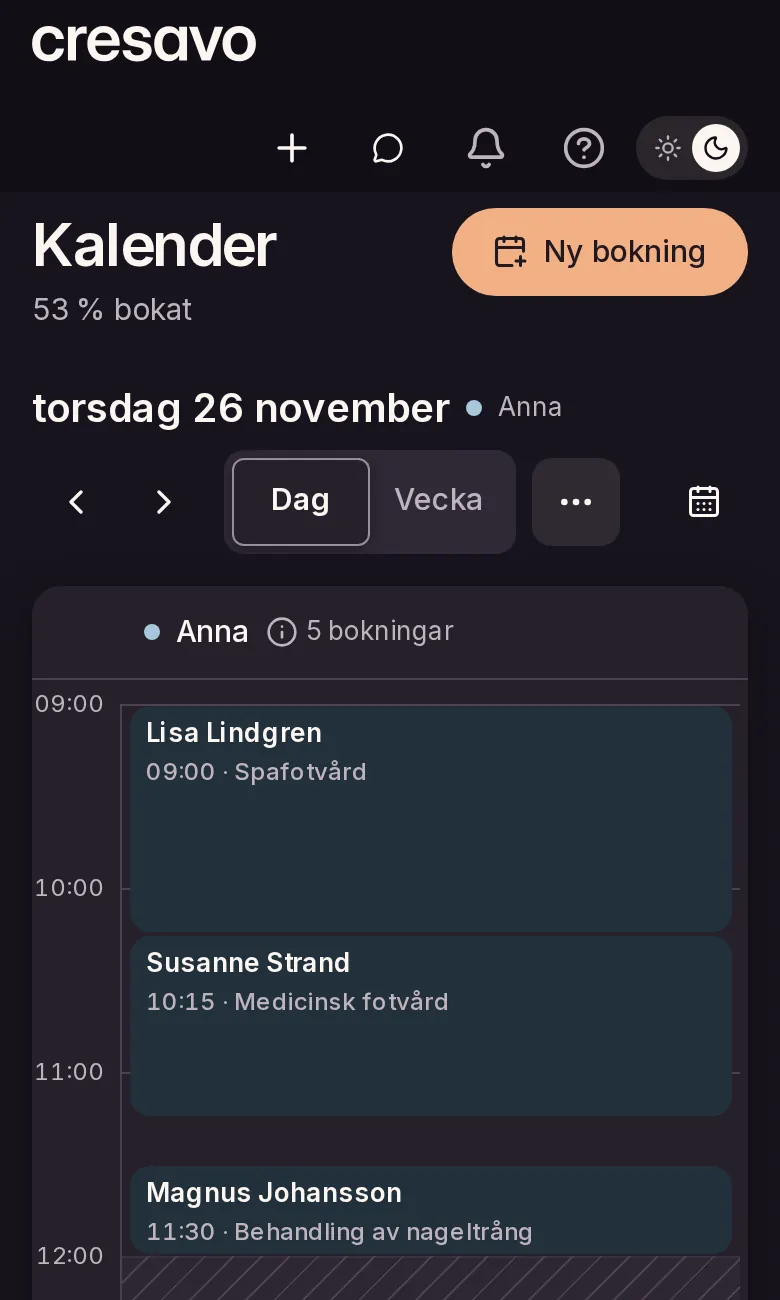 cresavo
Kalender
Ny bokning
53 % bokat
torsdag 26 november
Anna
Dag
Vecka
Anna
5 bokningar
09:00
Lisa Lindgren
09:00 · Spafotvård
10:00
Susanne Strand
10:15 · Medicinsk fotvård
11:00
Magnus Johansson
11:30 · Behandling av nageltrång
12:00